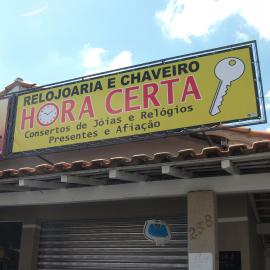 RELOJOARIA E CHAVEIRO
HORA CERTA
Consertos de Jóias e Relógios
Presentes e Afiação
258